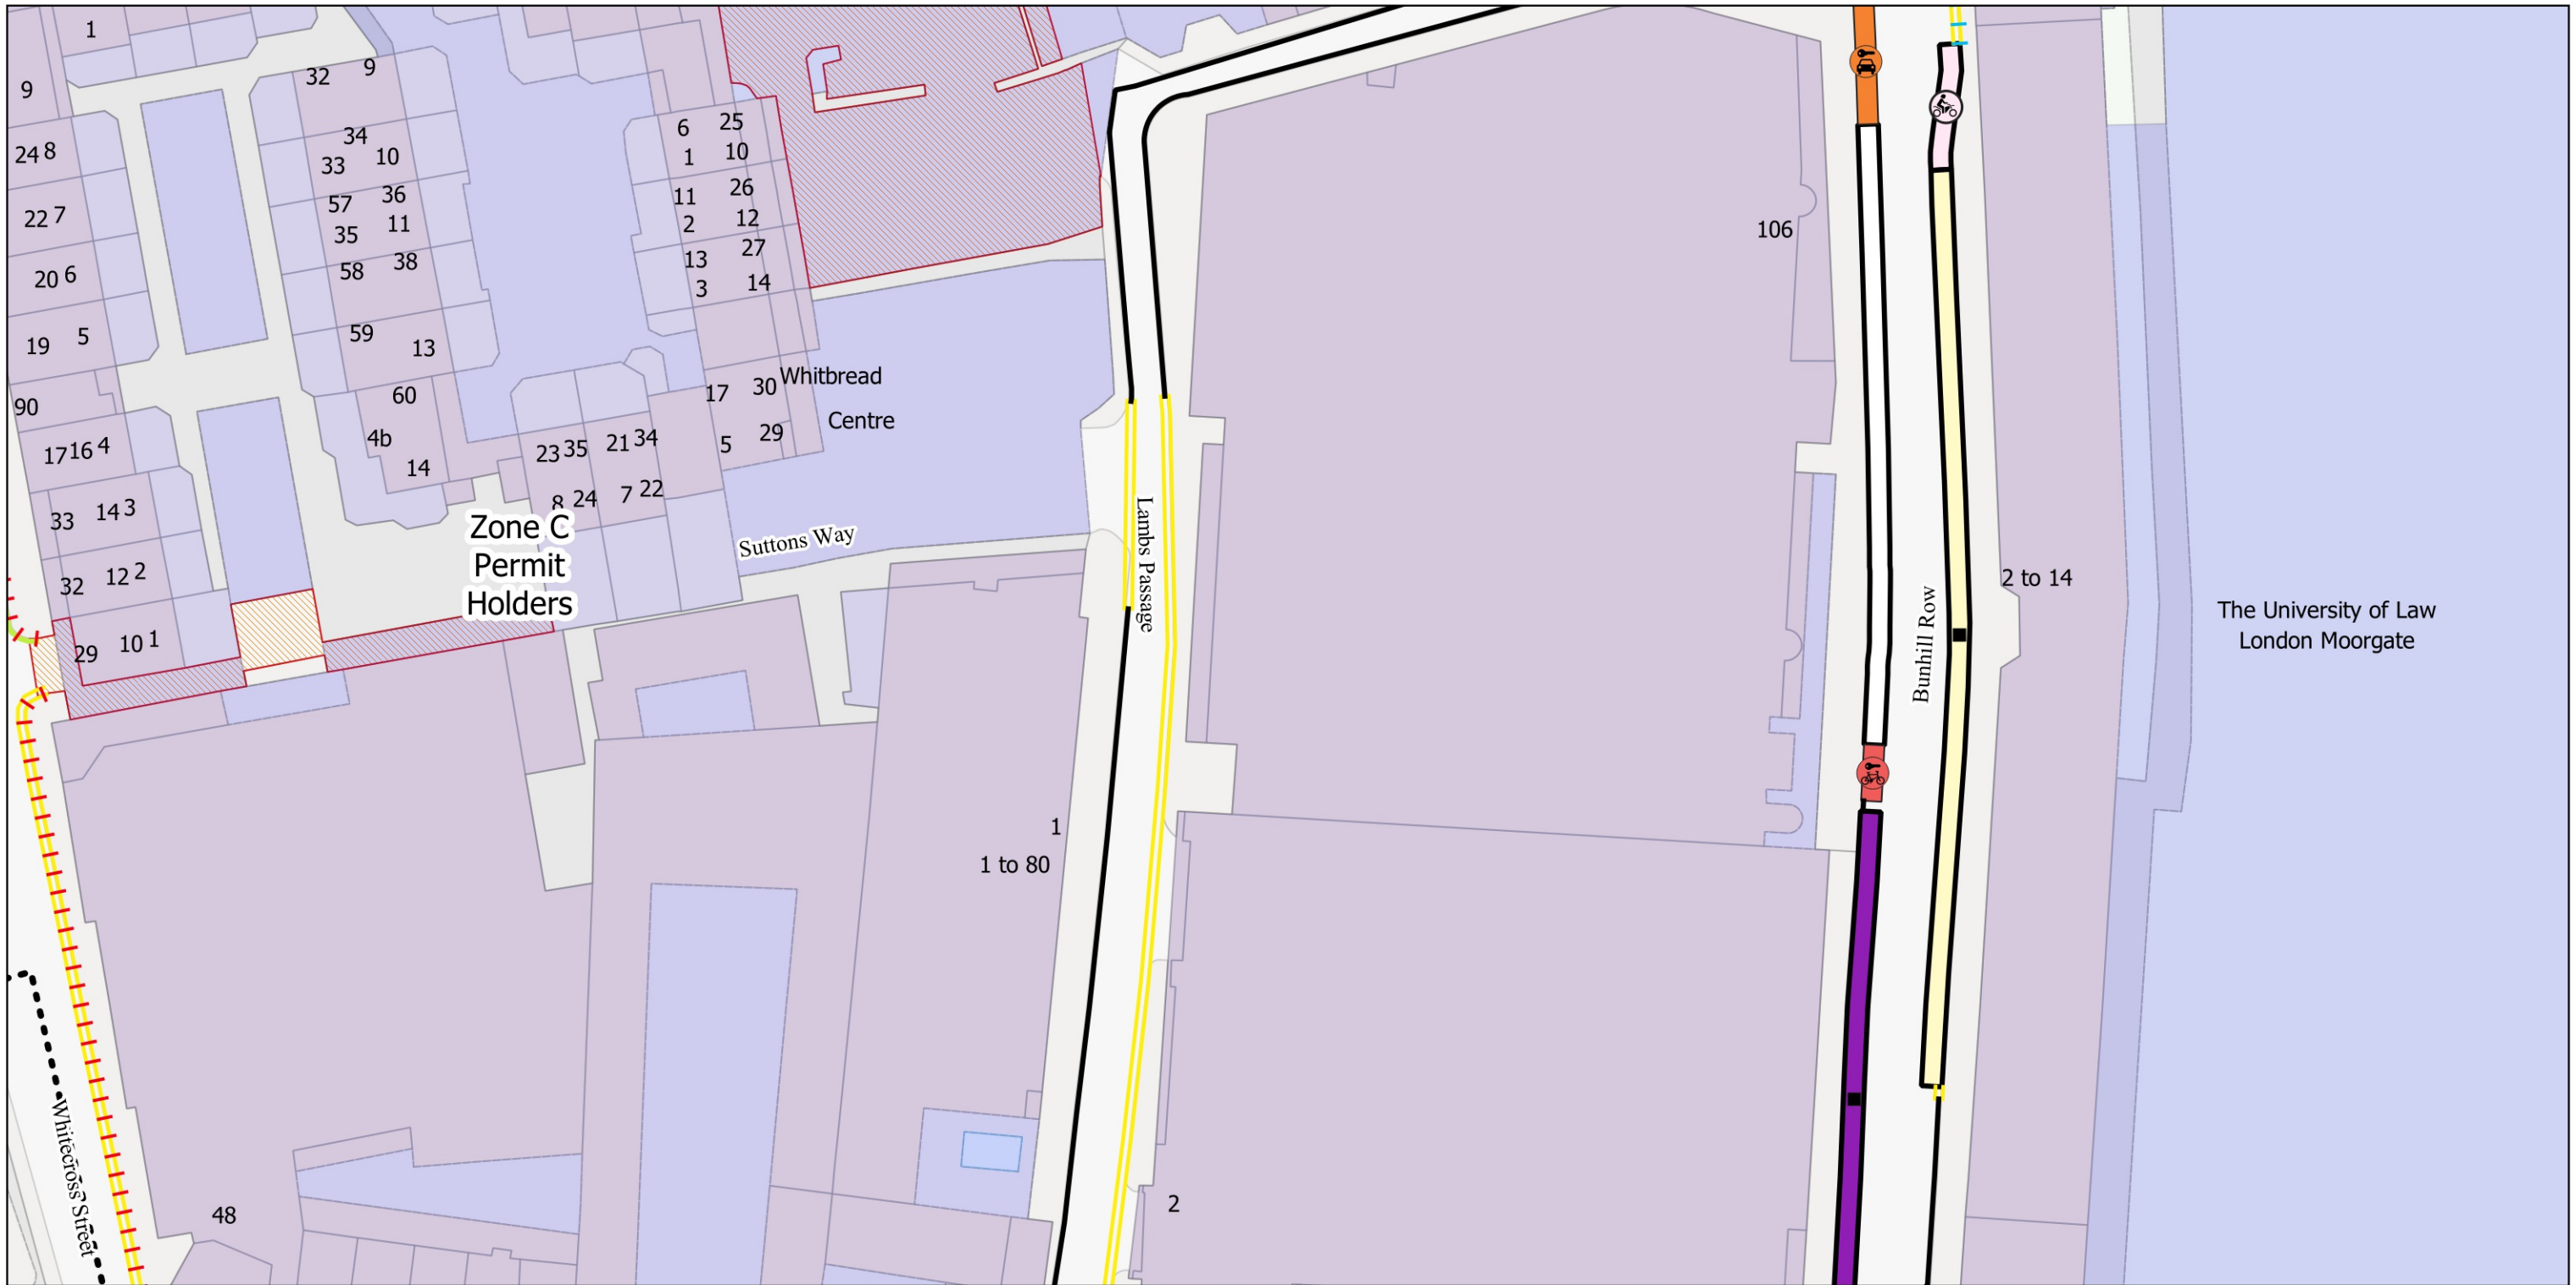 1
9
32 9
24 8
34
33 10
6 25
1 10
57 36
35 11
11 26
2 12
22 7
106
58 38
13 27
3 14
20 6
19 5
59
13
Whitbread
Centre
17 30
5 29
90
60
4b
14
17 16 4
23 35 21 34
8 24 7 22
33 14 3
Zone C
Permit
Holders
Suttons Way
Lambs Passage
32 12 2
2 to 14
Bunhill Row
The University of Law
London Moorgate
29 10 1
1
1 to 80
Whitecross Street
48
2